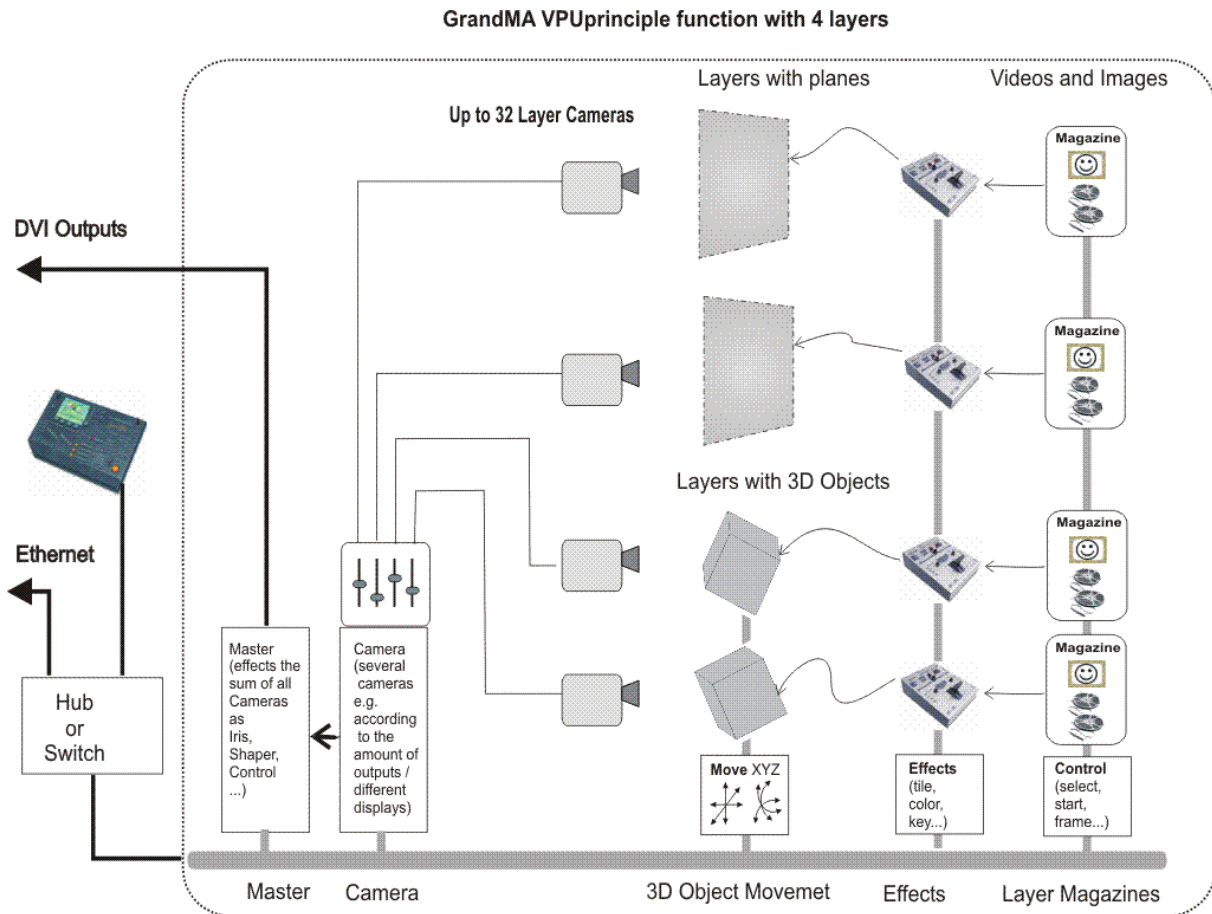 GrandMA VPUprinciple function with 4 layers
Layers with planes
Videos and Images
Up to 32 Layer Cameras
Magazine
DVI Outputs
Magazine
Layers with 3D Objects
Magazine
Ethernet
Magazine
Master
(effects the
sum of all
Cameras
as
Iris,
Shaper,
Control
...)
Camera
(several
cameras
e.g.
according
to the
amount of
outputs /
different
displays)
Hub
or
Switch
Move XYZ
Effects
(tile,
color,
key...)
Control
(select,
start,
frame...)
Master
Camera
3D Object Movemet
Effects
Layer Magazines